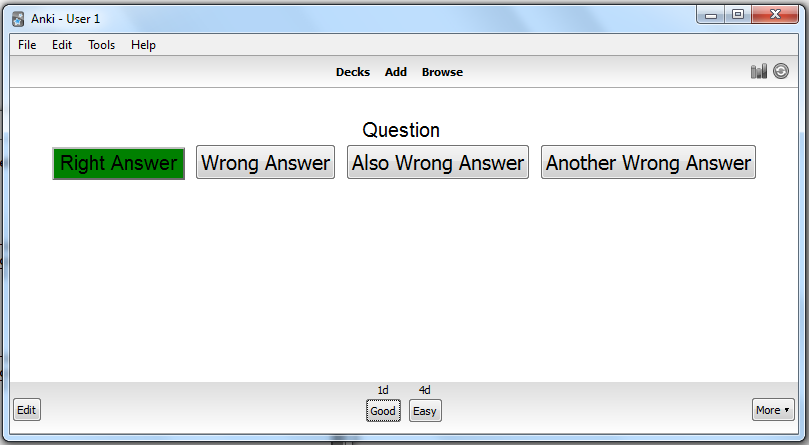 Anki - User 1
File Edit Tools Help
Decks Add Browse
Question
Right Answer Wrong Answer Also Wrong Answer Another Wrong Answer
1d 4d
Edit Good Easy More